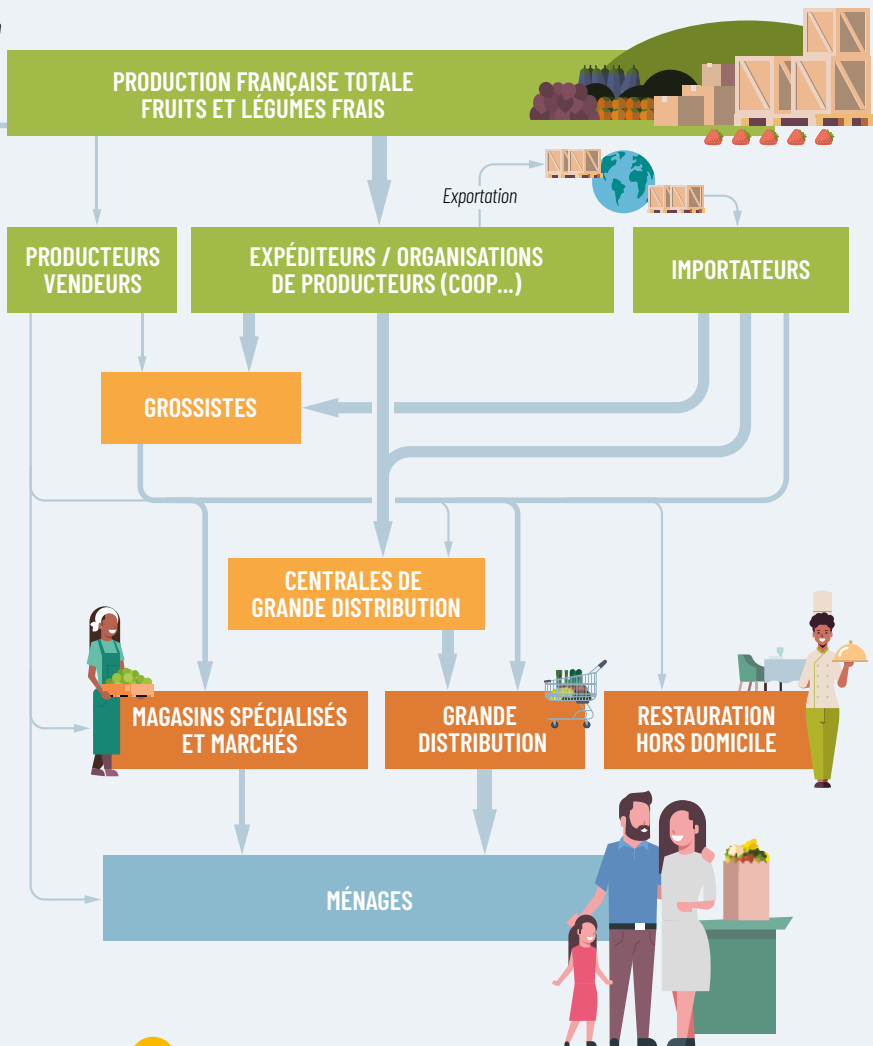 PRODUCTION FRANÇAISE TOTALE
FRUITS ET LÉGUMES FRAIS
Exportation
PRODUCTEURS
VENDEURS
EXPÉDITEURS / ORGANISATIONS
DE PRODUCTEURS (COOP...)
IMPORTATEURS
GROSSISTES
CENTRALES DE
GRANDE DISTRIBUTION
MAGASINS SPÉCIALISÉS
ET MARCHÉS
GRANDE
DISTRIBUTION
RESTAURATION
HORS DOMICILE
MÉNAGES